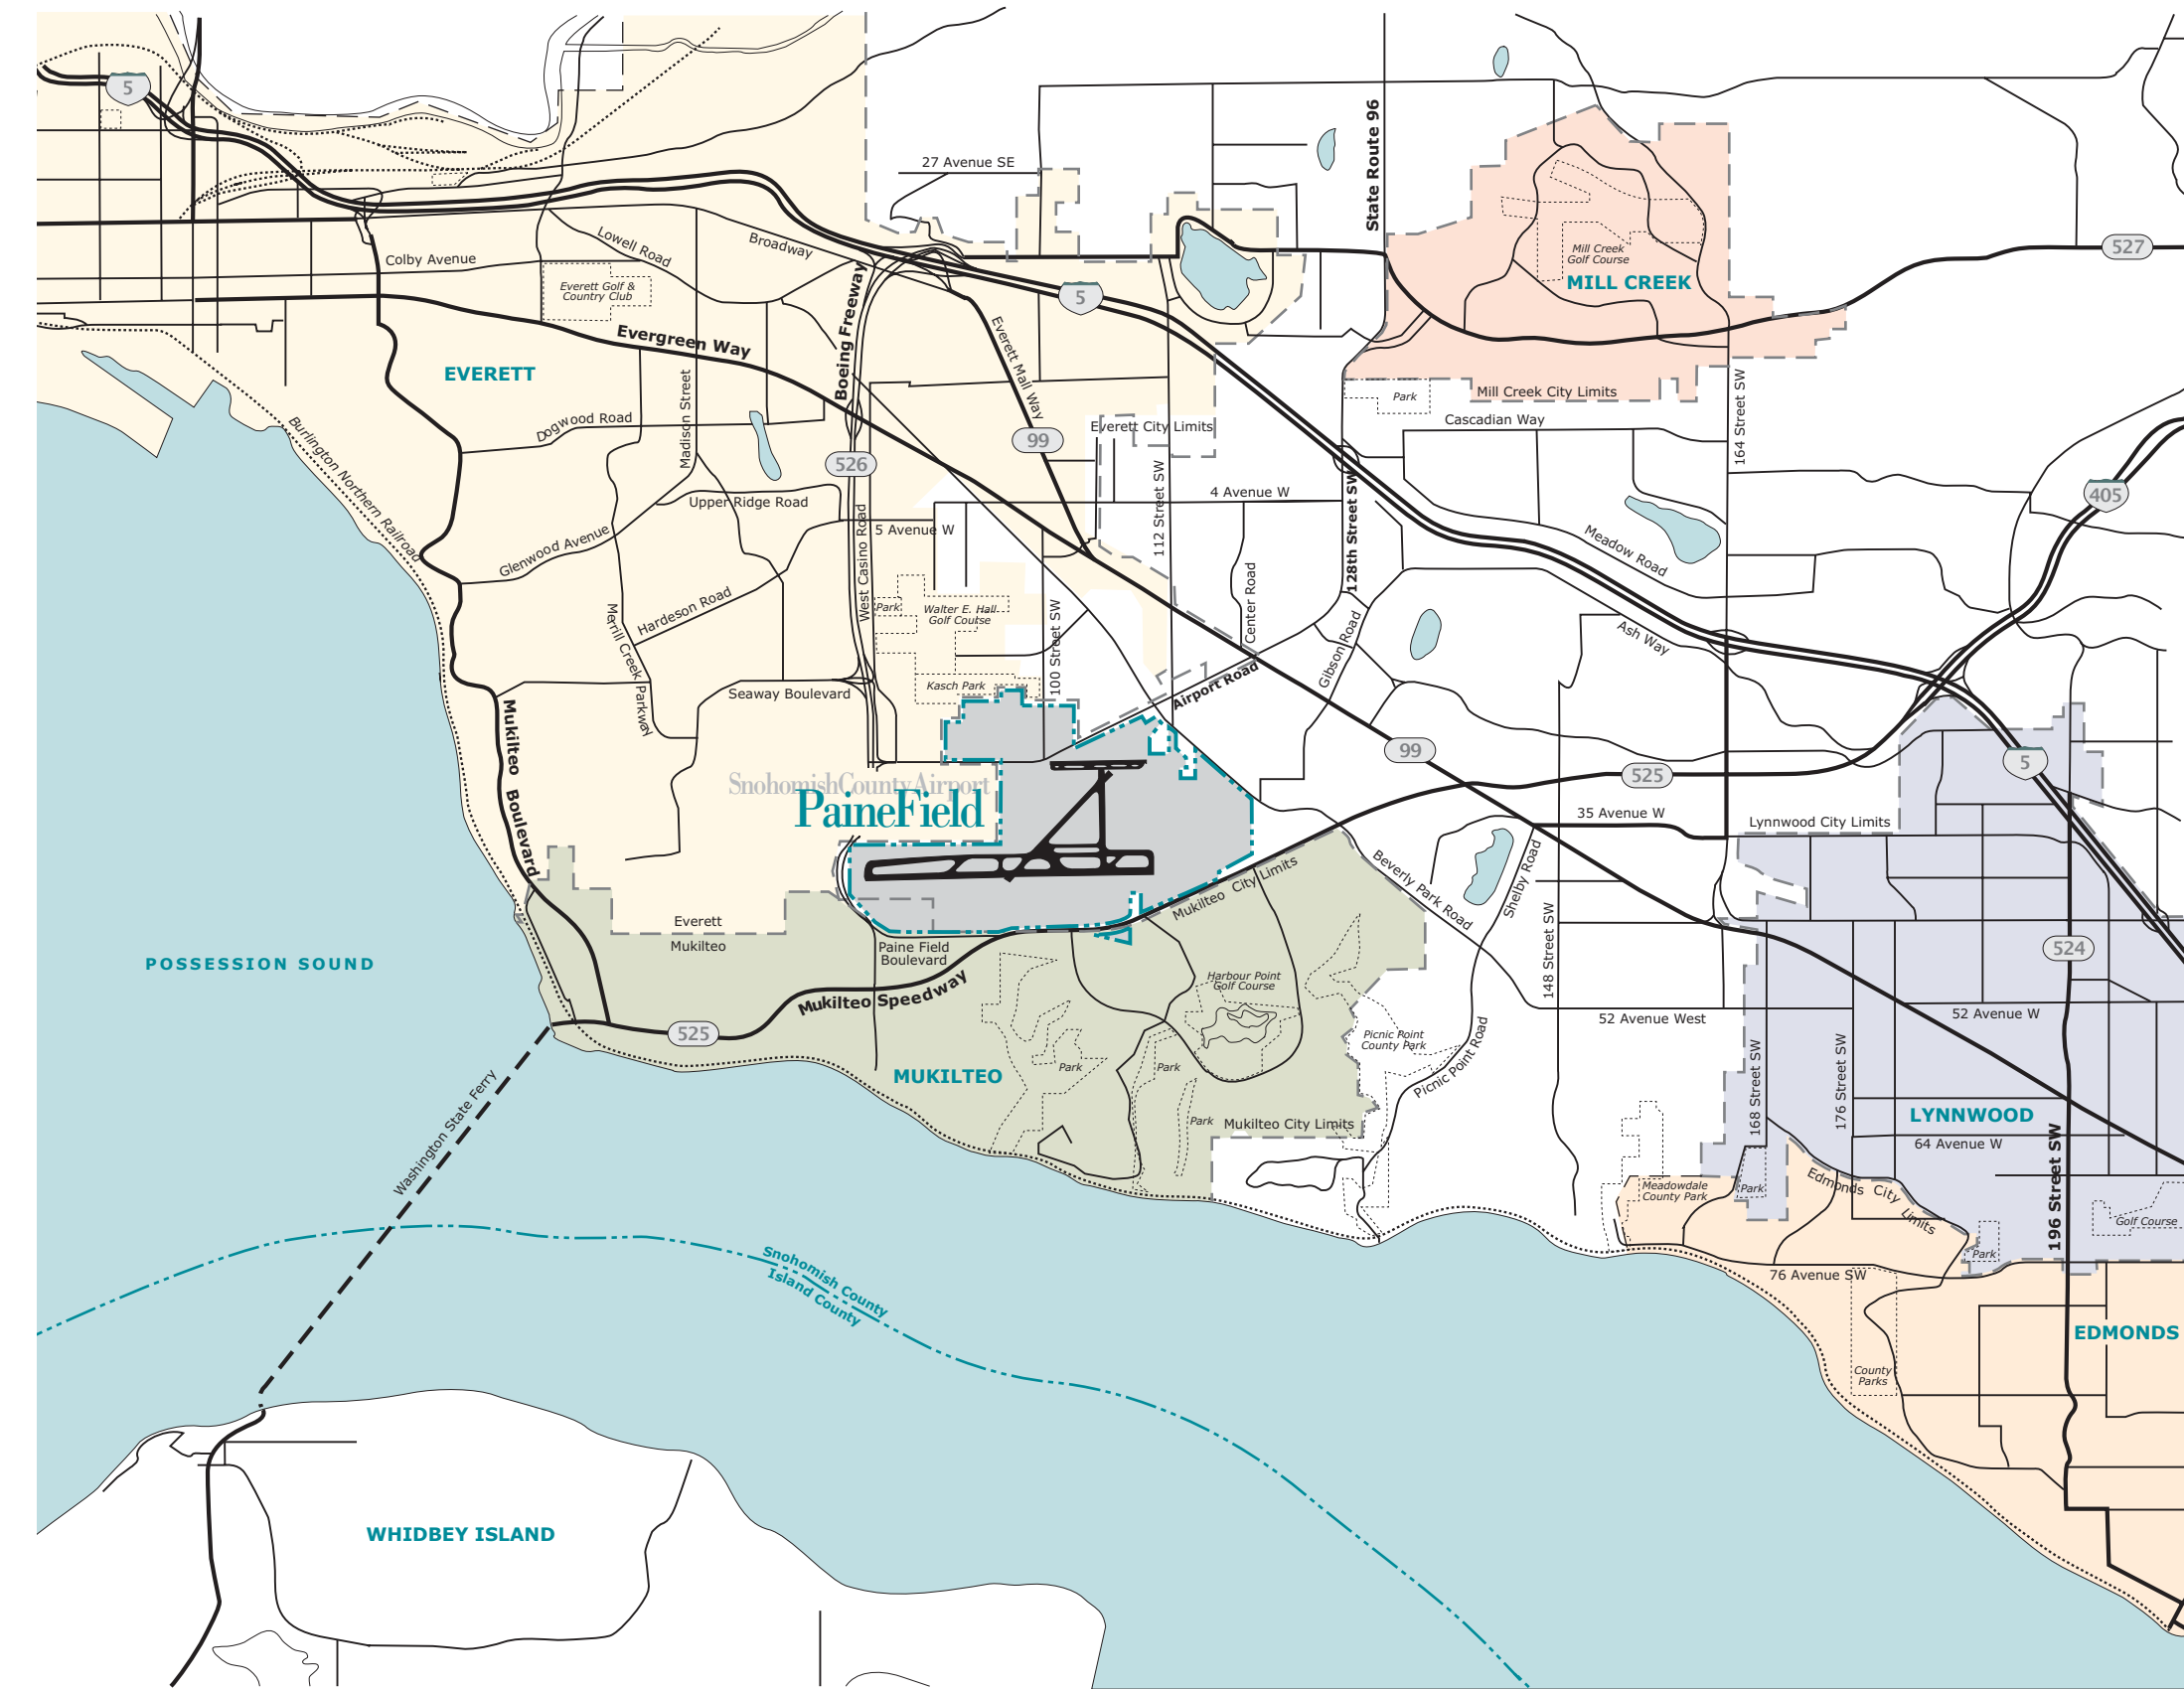 5
27 Avenue SE
State Route 96
Mill Creek
Golf Course
MILL CREEK
527
Colby Avenue
Lowell Road
Broadway
Everett Golf &
Country Club
Boeing Freeway
5
Evergreen Way
Everett Mall Way
EVERETT
Madison Street
Park
Mill Creek City Limits
Cascadian Way
164 Street SW
Dogwood Road
Everett City Limits
99
526
Burlington Northern Railroad
Upper Ridge Road
4 Avenue W
405
5 Avenue W
112 Street SW
128th Street SW
Meadow Road
Glenwood Avenue
West Casino Road
Center Road
Hardeson Road
Park
Walter E. Hall
Golf Course
Merrill Creek Parkway
100 Street SW
Gibson Road
Ash Way
Seaway Boulevard
Kasch Park
Airport Road
Mukilteo Boulevard
99
525
5
Snohomish County Airport
PaineField
35 Avenue W
Lynnwood City Limits
Mukilteo City Limits
Beverly Park Road
Shelby Road
Everett
Mukilteo
Paine Field
Boulevard
148 Street SW
524
POSSESSION SOUND
Mukilteo Speedway
Harbour Point
Golf Course
525
52 Avenue West
52 Avenue W
Picnic Point
County Park
Picnic Point Road
MUKILTEO
Park
Park
Park
Mukilteo City Limits
168 Street SW
176 Street SW
LYNNWOOD
64 Avenue W
196 Street SW
Washington State Ferry
Meadowdale
County Park
Park
Edmonds City
Limits
Golf Course
Park
Snohomish County
Island County
76 Avenue SW
EDMONDS
County
Parks
WHIDBEY ISLAND